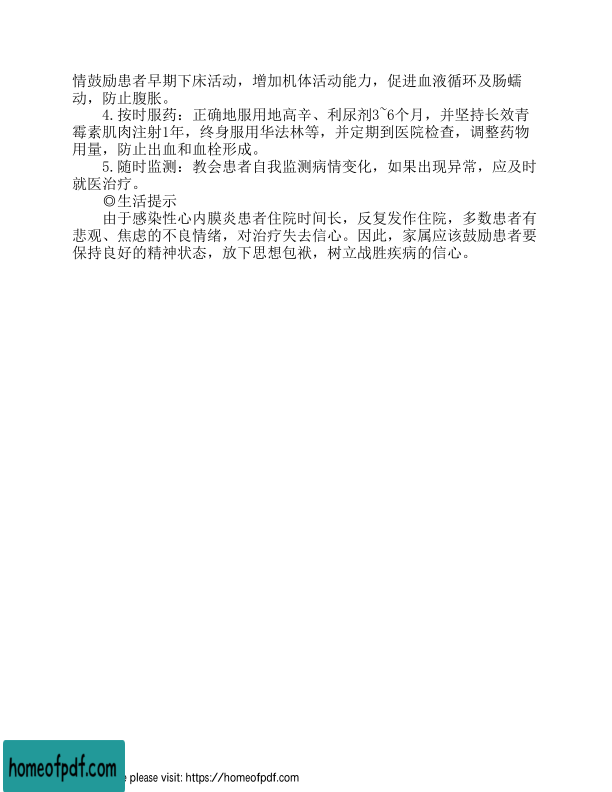 情鼓励患者早期下床活动，增加机体活动能力，促进血液循环及肠蠕
动，防止腹胀。
4.按时服药：正确地服用地高辛、利尿剂3~6个月，并坚持长效青
霉素肌肉注射1年，终身服用华法林等，并定期到医院检查，调整药物
用量，防止出血和血栓形成。
5.随时监测：教会患者自我监测病情变化，如果出现异常，应及时
就医治疗。
◎生活提示
由于感染性心内膜炎患者住院时间长，反复发作住院，多数患者有
悲观、焦虑的不良情绪，对治疗失去信心。因此，家属应该鼓励患者要
保持良好的精神状态，放下思想包袱，树立战胜疾病的信心。
homeofpdf.com
please visit: https://homeofpdf.com